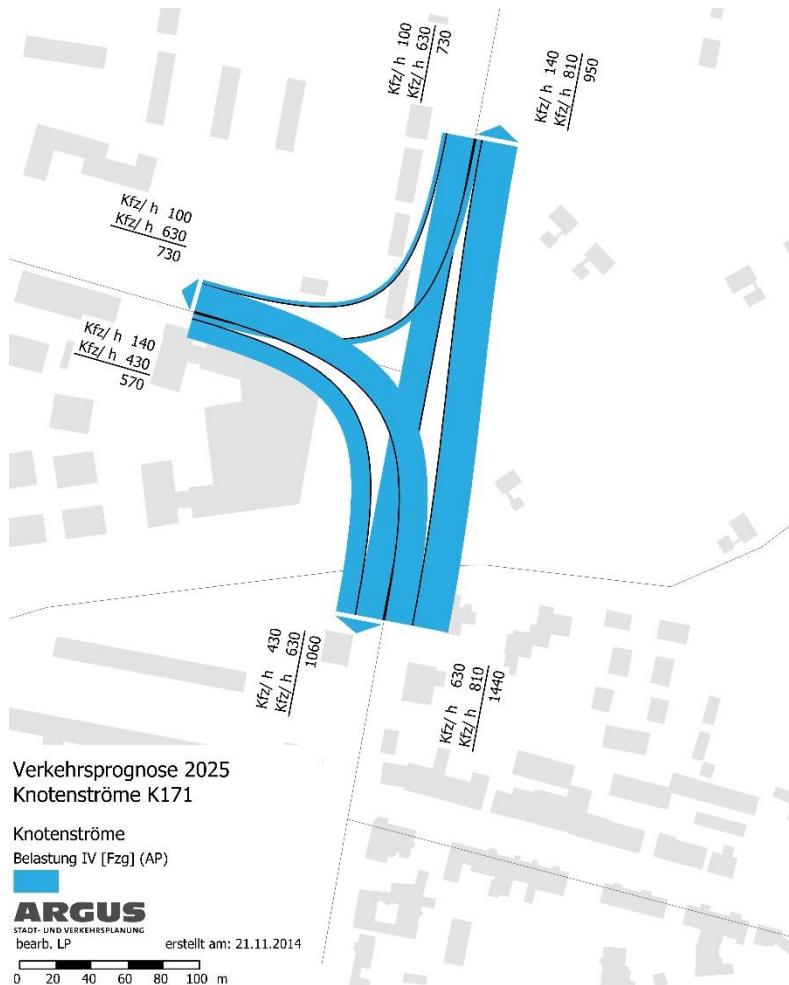 Kfz/ h 100
Kfz/ h 630
730
Kfz/ h 140
Kfz/ h 810
950
Kfz/ h 100
Kfz/ h 630
730
Kfz/ h 140
Kfz/ h 430
570
Kfz/ h 430
Kfz/ h 630
1060
Kfz/ h 630
Kfz/ h 810
1440
Verkehrsprognose 2025
Knotenströme K171
Knotenströme
Belastung IV [Fzg] (AP)
ARGUS
STADT- UND VERKEHRSPLANUNG
bearb. LP erstellt am: 21.11.2014
0 20 40 60 80 100 m